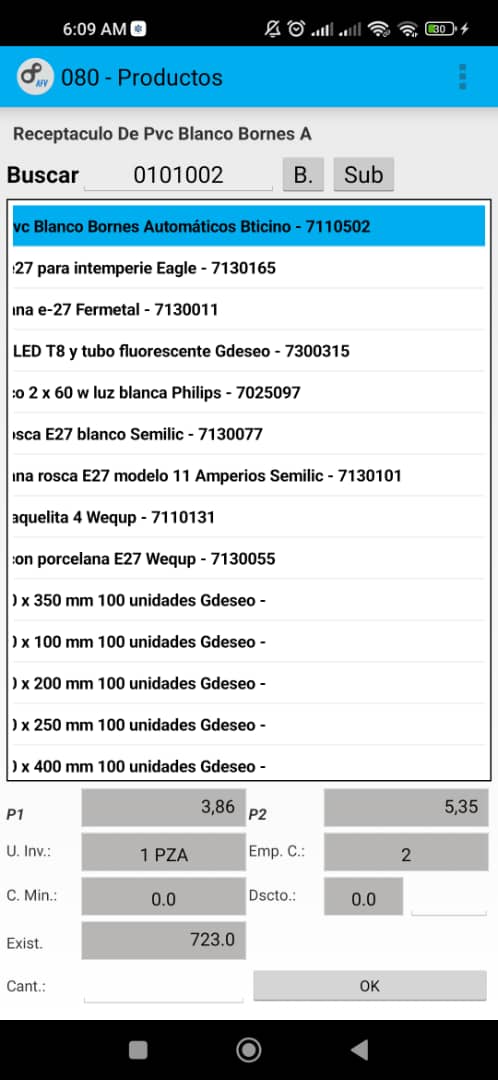 6:09 AM
30
AFV 080 - Productos
Receptaculo De Pvc Blanco Bornes A
Buscar 0101002 B. Sub
vc Blanco Bornes Automáticos Bticino - 7110502
27 para intemperie Eagle - 7130165
na e-27 Fermetal - 7130011
LED T8 y tubo fluorescente Gdeseo - 7300315
o 2 x 60 w luz blanca Philips - 7025097
sca E27 blanco Semilic - 7130077
na rosca E27 modelo 11 Amperios Semilic - 7130101
aquelita 4 Wequp - 7110131
on porcelana E27 Wequp - 7130055
x 350 mm 100 unidades Gdeseo -
x 100 mm 100 unidades Gdeseo -
x 200 mm 100 unidades Gdeseo -
x 250 mm 100 unidades Gdeseo -
x 400 mm 100 unidades Gdeseo -
P1 3,86 P2 5,35
U. Inv.: 1 PZA Emp. C.: 2
C. Min.: 0.0 Dscto.: 0.0
Exist. 723.0
Cant.: OK